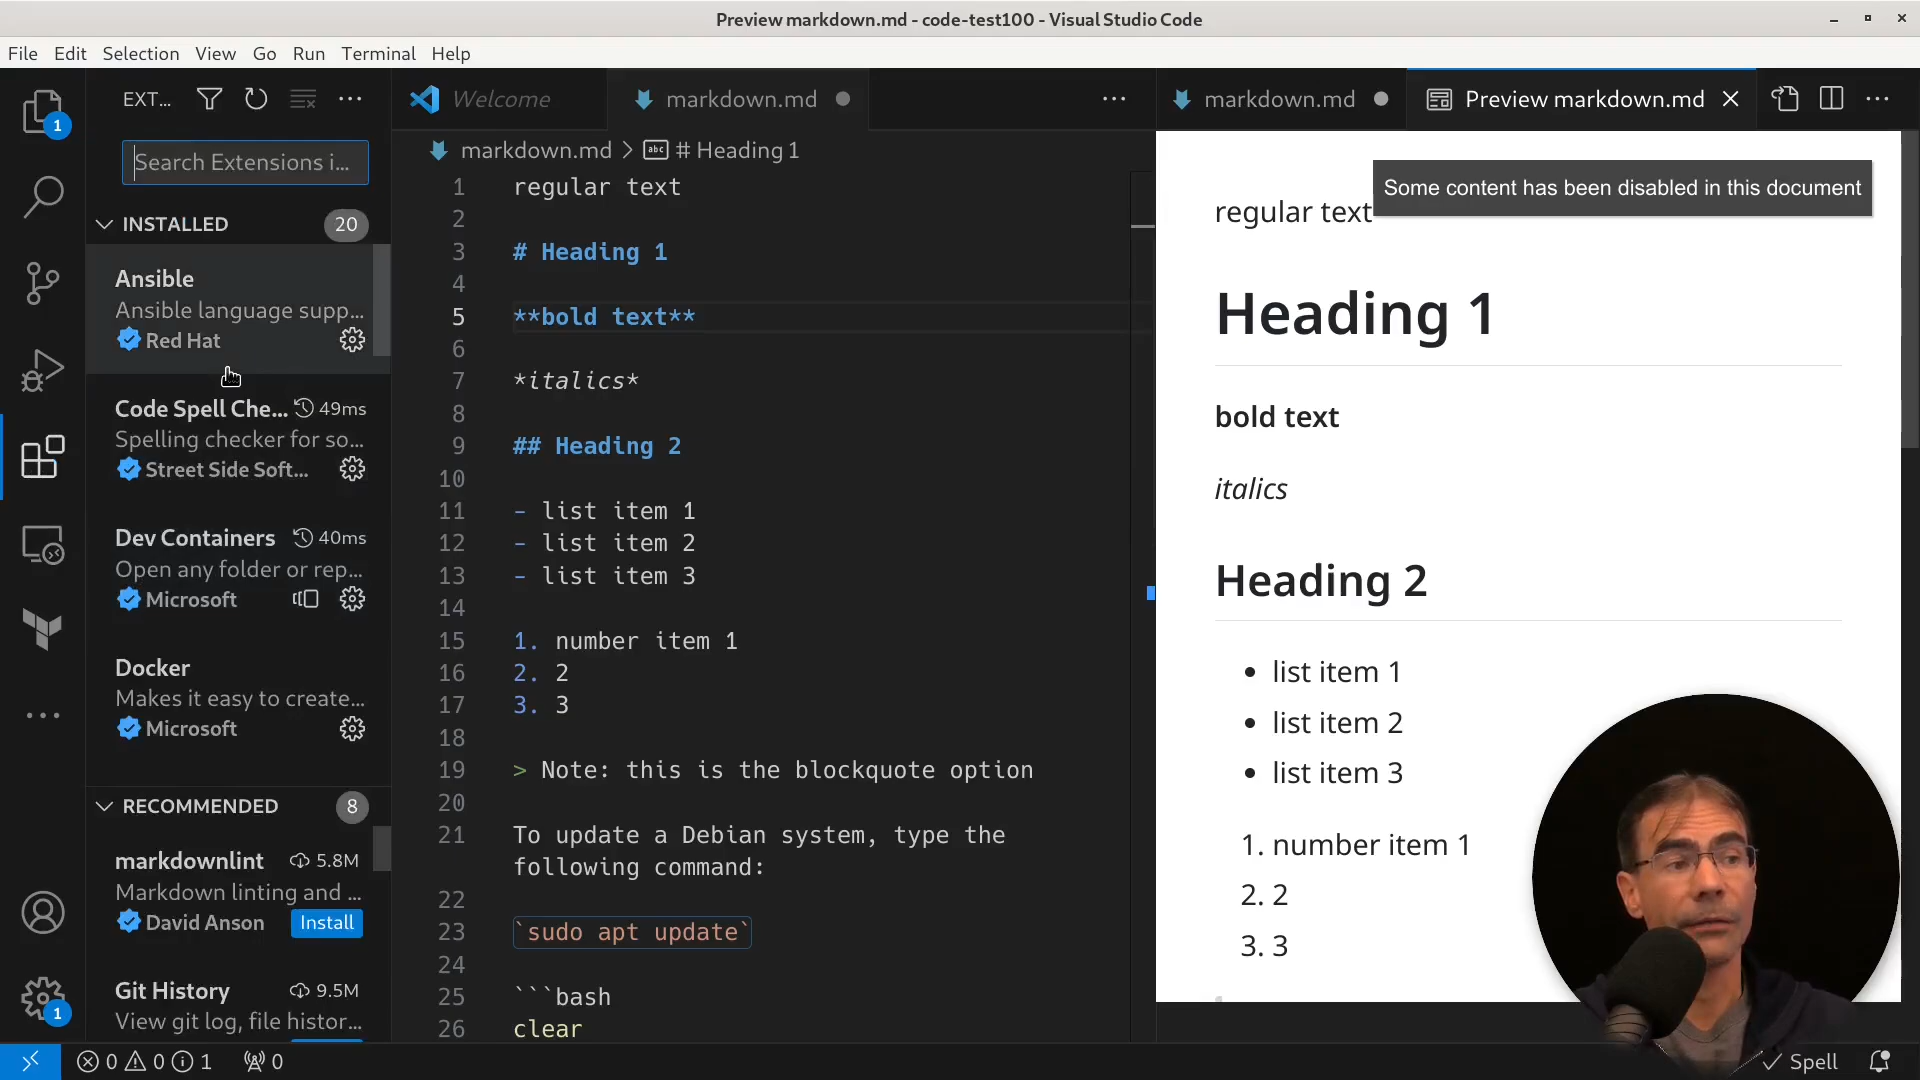 Preview markdown.md - code-test100 - Visual Studio Code
File Edit Selection View Go Run Terminal Help
1
EXT...
Search Extensions i...
INSTALLED 20
Ansible
Ansible language supp...
Red Hat
Code Spell Che... 49ms
Spelling checker for so...
Street Side Soft...
Dev Containers 40ms
Open any folder or rep...
Microsoft
Docker
Makes it easy to create...
Microsoft
RECOMMENDED 8
markdownlint 5.8M
Markdown linting and ...
David Anson Install
Git History 9.5M
View git log, file histor...
1
Welcome markdown.md
markdown.md > abc # Heading 1
1 regular text
2
3 # Heading 1
4
5 **bold text**
6
7 *italics*
8
9 ## Heading 2
10
11 - list item 1
12 - list item 2
13 - list item 3
14
15 1. number item 1
16 2. 2
17 3. 3
18
19 > Note: this is the blockquote option
20
21 To update a Debian system, type the
following command:
22
23 `sudo apt update`
24
25 ```bash
26 clear
markdown.md Preview markdown.md
Some content has been disabled in this document
regular text
Heading 1
bold text
italics
Heading 2
• list item 1
• list item 2
• list item 3
1. number item 1
2. 2
3. 3
0 0 1 0
Spell